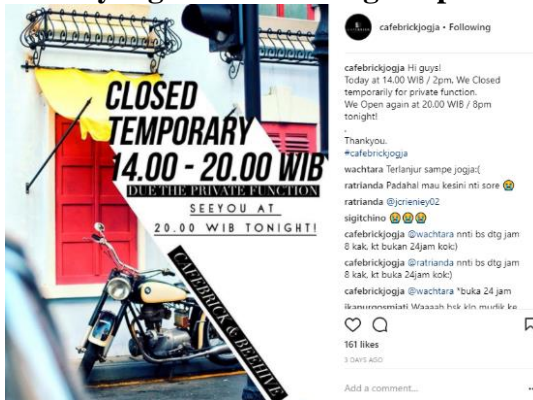 cafebrickjogja • Following
CLOSED
TEMPORARY
14.00 - 20.00 WIB
DUE THE PRIVATE FUNCTION
SEEYOU AT
20.00 WIB TONIGHT!
CAFEBRICK & BEEHIVE
cafebrickjogja Hi guys!
Today at 14.00 WIB / 2pm. We Closed
temporarily for private function.
We Open again at 20.00 WIB / 8pm
tonight!
.
Thankyou.
#cafebrickjogja
wachtara Terlanjur sampe jogja:(
ratrianda Padahal mau kesini nti sore 😭
ratrianda @jcrieniey02
sigitchino 😭😭😭
cafebrickjogja @wachtara nnti bs dtg jam
8 kak, kt bukan 24jam kok:)
cafebrickjogja @ratrianda nnti bs dtg jam
8 kak, kt buka 24jam kok:)
cafebrickjogja @wachtara *buka 24 jam
161 likes
3 DAYS AGO
Add a comment...